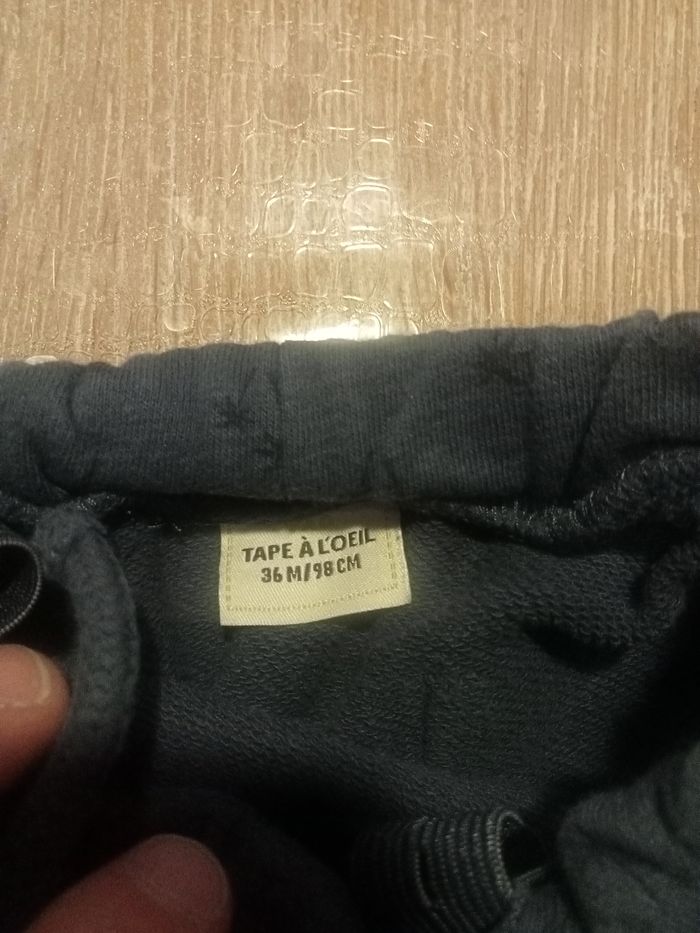 TAPE À L'OEIL
36 M/98 CM